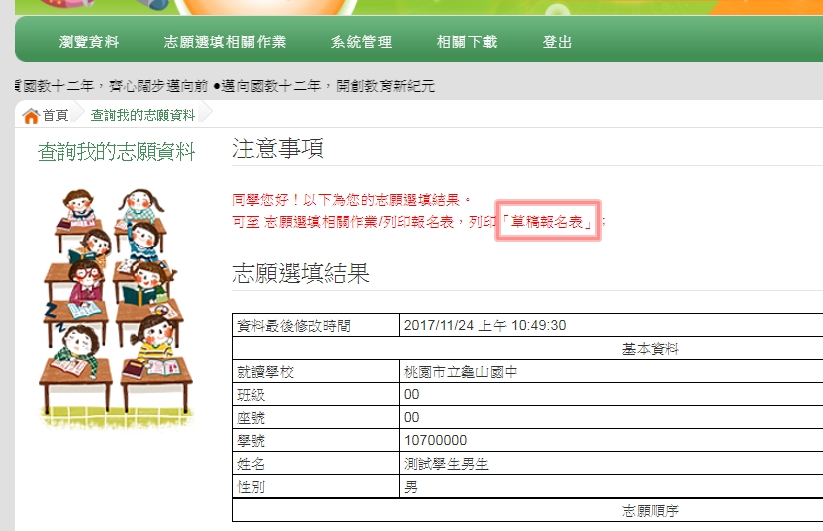 瀏覽資料 志願選填相關作業 系統管理 相關下載 登出
國教十二年，齊心闊步邁向前 ●邁向國教十二年，開創教育新紀元
首頁 查詢我的志願資料
查詢我的志願資料
注意事項
同學您好！以下為您的志願選填結果。
可至 志願選填相關作業/列印報名表，列印「草稿報名表」；
志願選填結果
資料最後修改時間 2017/11/24 上午 10:49:30
基本資料
就讀學校 桃園市立龜山國中
班級 00
座號 00
學號 10700000
姓名 測試學生男生
性別 男
志願順序